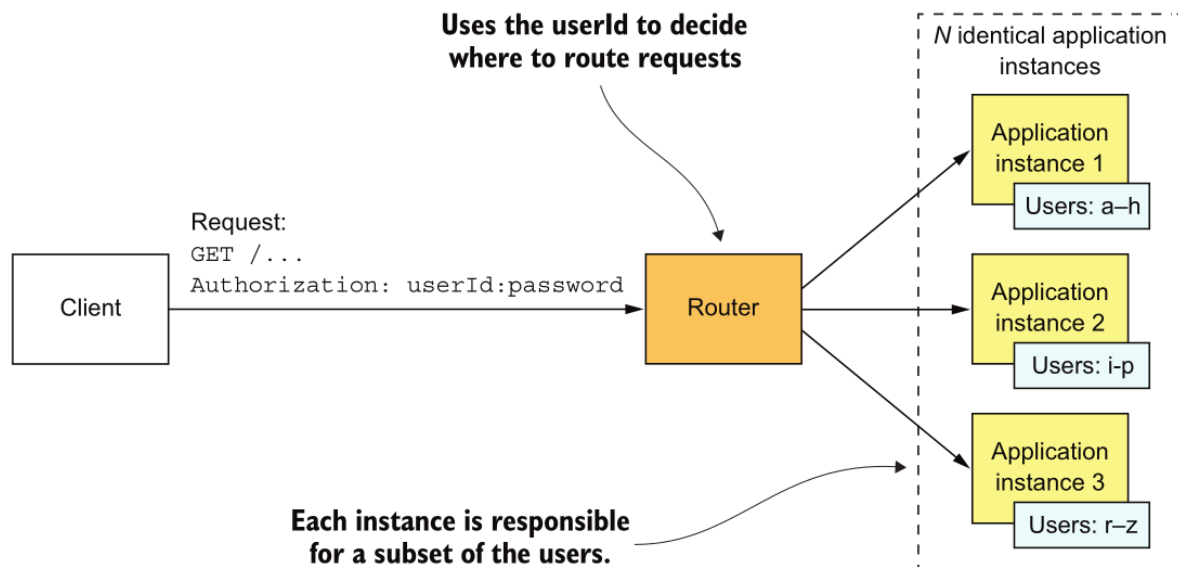 Uses the userId to decide
where to route requests
N identical application
instances
Application
instance 1
Users: a–h
Request:
GET /...
Authorization: userId:password
Client
Router
Application
instance 2
Users: i-p
Application
instance 3
Users: r–z
Each instance is responsible
for a subset of the users.